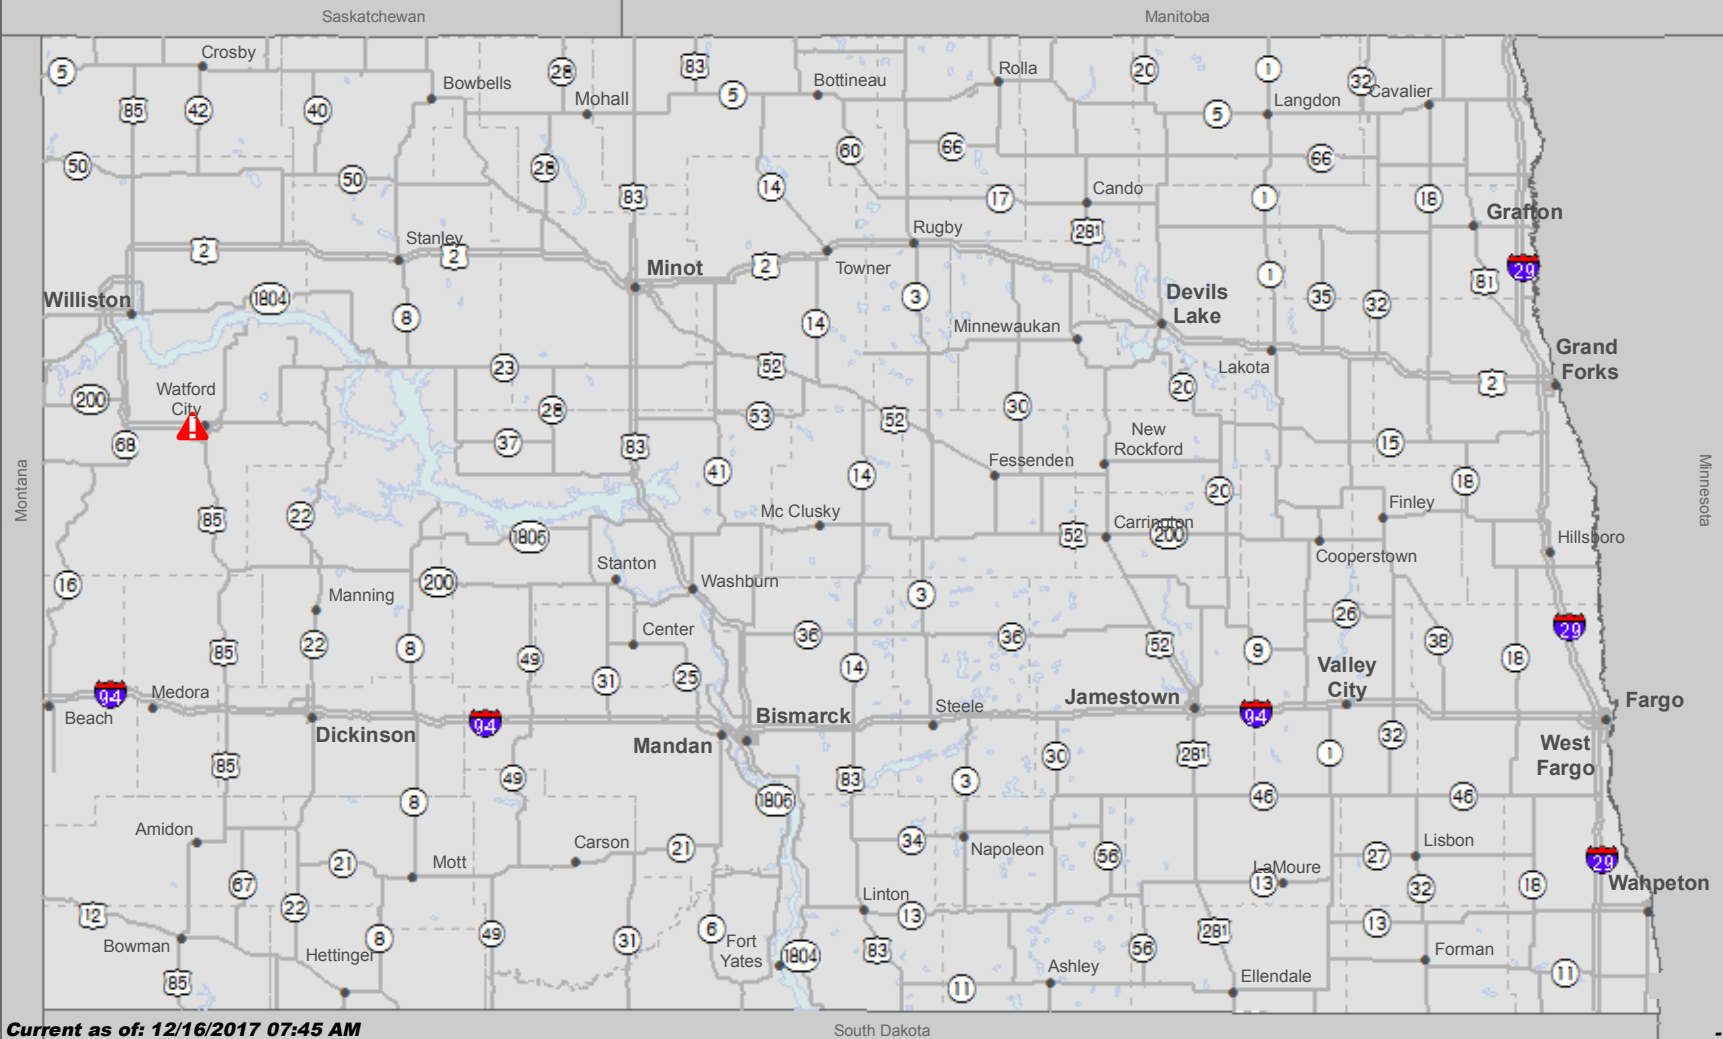 Saskatchewan
Manitoba
Crosby
5
83
28
Rolla
20
1
32
Bowbells
Bottineau
Cavalier
85
42
40
Mohall
5
Langdon
5
50
50
28
60
66
66
14
83
17
Cando
1
18
Grafton
281
Rugby
2
Stanley
2
Minot
2
Towner
29
1
81
Williston
1804
8
3
Devils
Lake
35
32
14
Minnewaukan
Grand
Forks
23
52
Lakota
Watford
City
200
28
20
2
30
53
52
68
37
83
New
Rockford
15
Montana
Minnesota
41
14
Fessenden
20
18
85
22
Mc Clusky
Finley
1806
52
Carrington
200
Hillsboro
Cooperstown
Stanton
16
200
Washburn
Manning
3
26
29
Center
22
36
36
52
38
85
8
49
9
18
31
25
14
Valley
City
94
Medora
Jamestown
Beach
94
Bismarck
Steele
94
Fargo
Dickinson
Mandan
32
West
Fargo
30
281
1
85
49
83
3
8
1806
46
46
Amidon
34
Carson
21
Napoleon
Lisbon
21
Mott
56
27
29
LaMoure
13
67
32
18
Wahpeton
Linton
22
12
13
13
6
281
49
8
31
Bowman
Fort
Yates
83
56
Forman
Hettinger
1804
Ashley
85
11
Ellendale
11
Current as of: 12/16/2017 07:45 AM
South Dakota
-